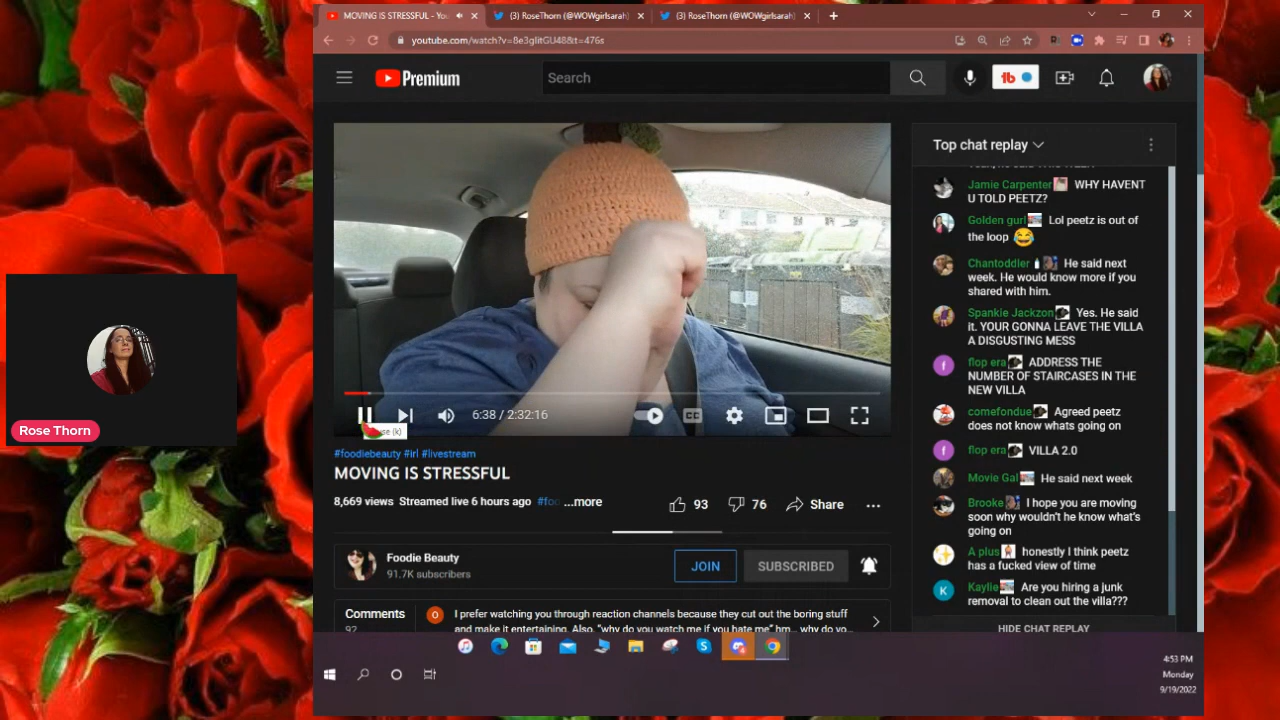 MOVING IS STRESSFUL - Yo
(3) RoseThorn (@WOWgirlsarah)
(3) RoseThorn (@WOWgirlsarah)
youtube.com/watch?v=8e3gIitGU48&t=476s
Premium
Search
Top chat replay
Jamie Carpenter WHY HAVENT
U TOLD PEETZ?
Golden gurl Lol peetz is out of
the loop
Chantoddler He said next
week. He would know more if you
shared with him.
Spankie Jackzon Yes. He said
it. YOUR GONNA LEAVE THE VILLA
A DISGUSTING MESS
flop era ADDRESS THE
NUMBER OF STAIRCASES IN THE
NEW VILLA
comefondue Agreed peetz
does not know whats going on
flop era VILLA 2.0
Movie Gal He said next week
Brooke I hope you are moving
soon why wouldn't he know what's
going on
A plus honestly I think peetz
has a fucked view of time
Kaylie Are you hiring a junk
removal to clean out the villa???
HIDE CHAT REPLAY
6:38 / 2:32:16
CC
(k)
#foodiebeauty #irl #livestream
MOVING IS STRESSFUL
8,669 views Streamed live 6 hours ago #foo ...more
93
76
Share
Foodie Beauty
91.7K subscribers
JOIN
SUBSCRIBED
Comments
92
I prefer watching you through reaction channels because they cut out the boring stuff
and make it entertaining. Also, "why do you watch me if you hate me" hm... why do yo...
Rose Thorn
4:53 PM
Monday
9/19/2022